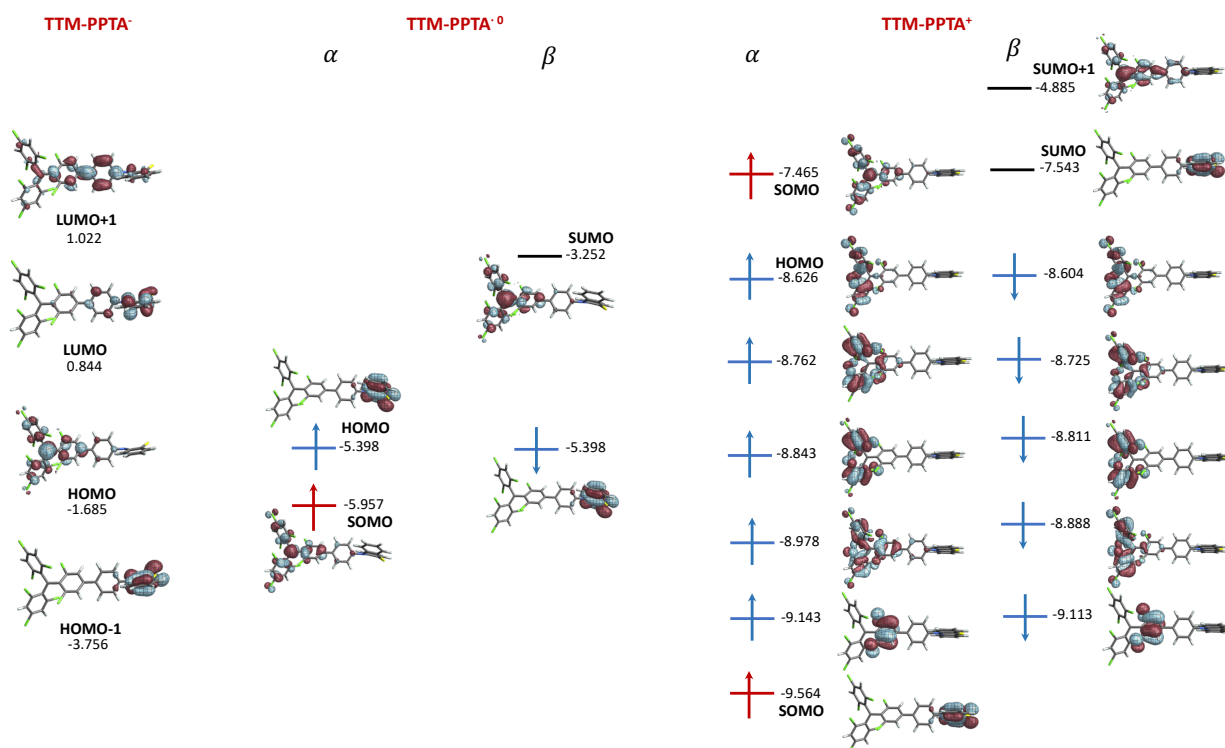 TTM-PPTA⁻
TTM-PPTA˙⁰
TTM-PPTA⁺
α
β
α
β
LUMO+1
1.022
LUMO
0.844
HOMO
-1.685
HOMO-1
-3.756
HOMO
-5.398
-5.957
SOMO
SUMO
-3.252
-5.398
-7.465
SOMO
HOMO
-8.626
-8.762
-8.843
-8.978
-9.143
-9.564
SOMO
SUMO+1
-4.885
SUMO
-7.543
-8.604
-8.725
-8.811
-8.888
-9.113